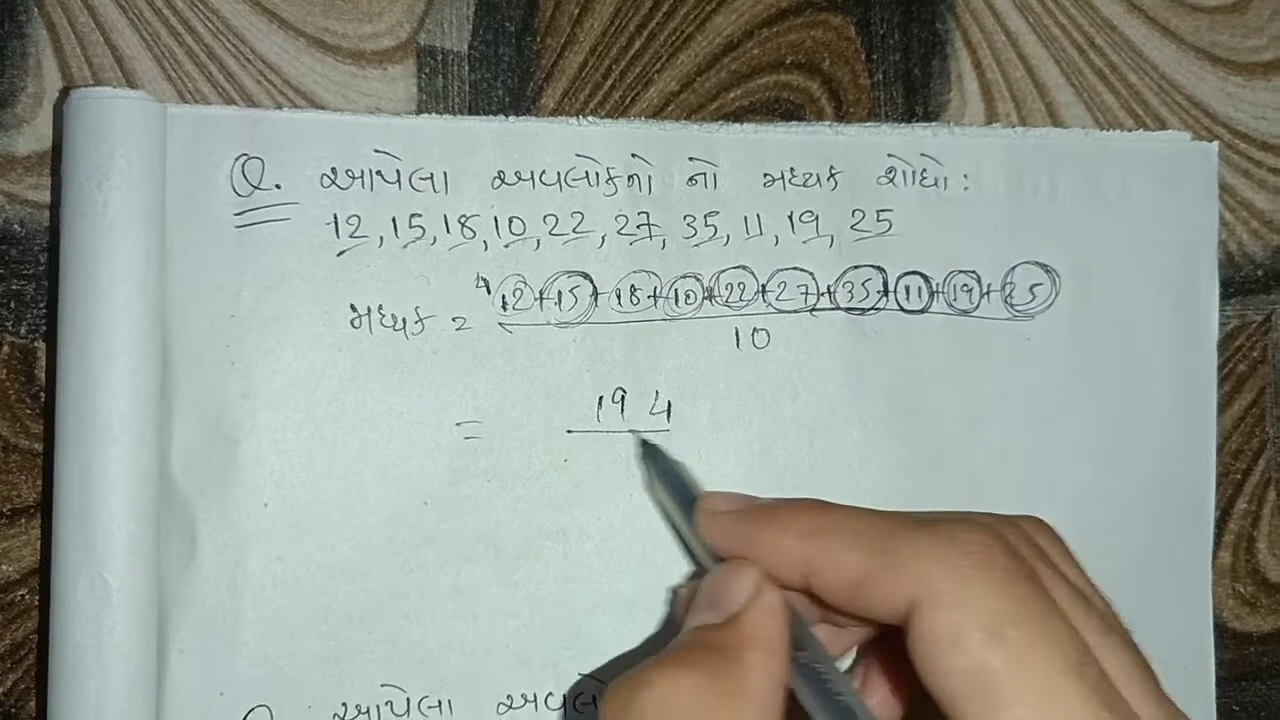 Q. આપેલા અવલોકનો નો મધ્યક શોધો :
12, 15, 18, 10, 22, 27, 35, 11, 19, 25
મધ્યક = 4 12+15+18+10+22+27+35+11+19+25
10
= 194
Q આપેલા